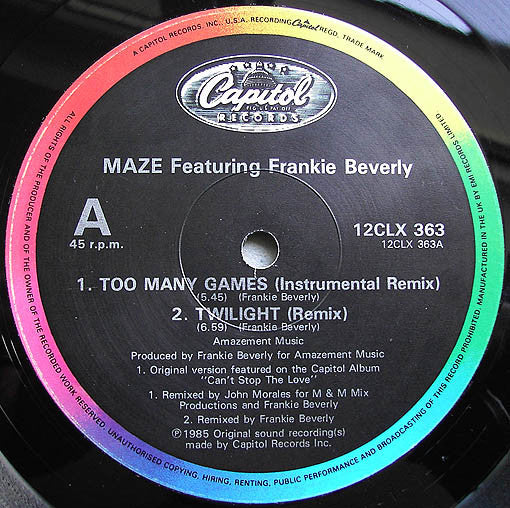 A CAPITOL RECORDS, INC., U.S.A. RECORDING Capitol REGD. TRADE MARK
Capitol
REG.U.S.PAT.OFF.
RECORDS
MAZE Featuring Frankie Beverly
A
45 r.p.m.
12CLX 363
12CLX 363A
1. TOO MANY GAMES (Instrumental Remix)
(5.45) (Frankie Beverly)
2. TWILIGHT (Remix)
(6.59) (Frankie Beverly)
Amazement Music
Produced by Frankie Beverly for Amazement Music
1. Original version featured on the Capitol Album
"Can't Stop The Love"
1. Remixed by John Morales for M & M Mix
Productions and Frankie Beverly
2. Remixed by Frankie Beverly
℗1985 Original sound recording(s)
made by Capitol Records Inc.
ALL RIGHTS OF THE PRODUCER AND OF THE OWNER OF THE RECORDED WORK RESERVED. UNAUTHORISED COPYING, HIRING, RENTING, PUBLIC PERFORMANCE AND BROADCASTING OF THIS RECORD PROHIBITED. MANUFACTURED IN THE UK BY EMI RECORDS LIMITED.